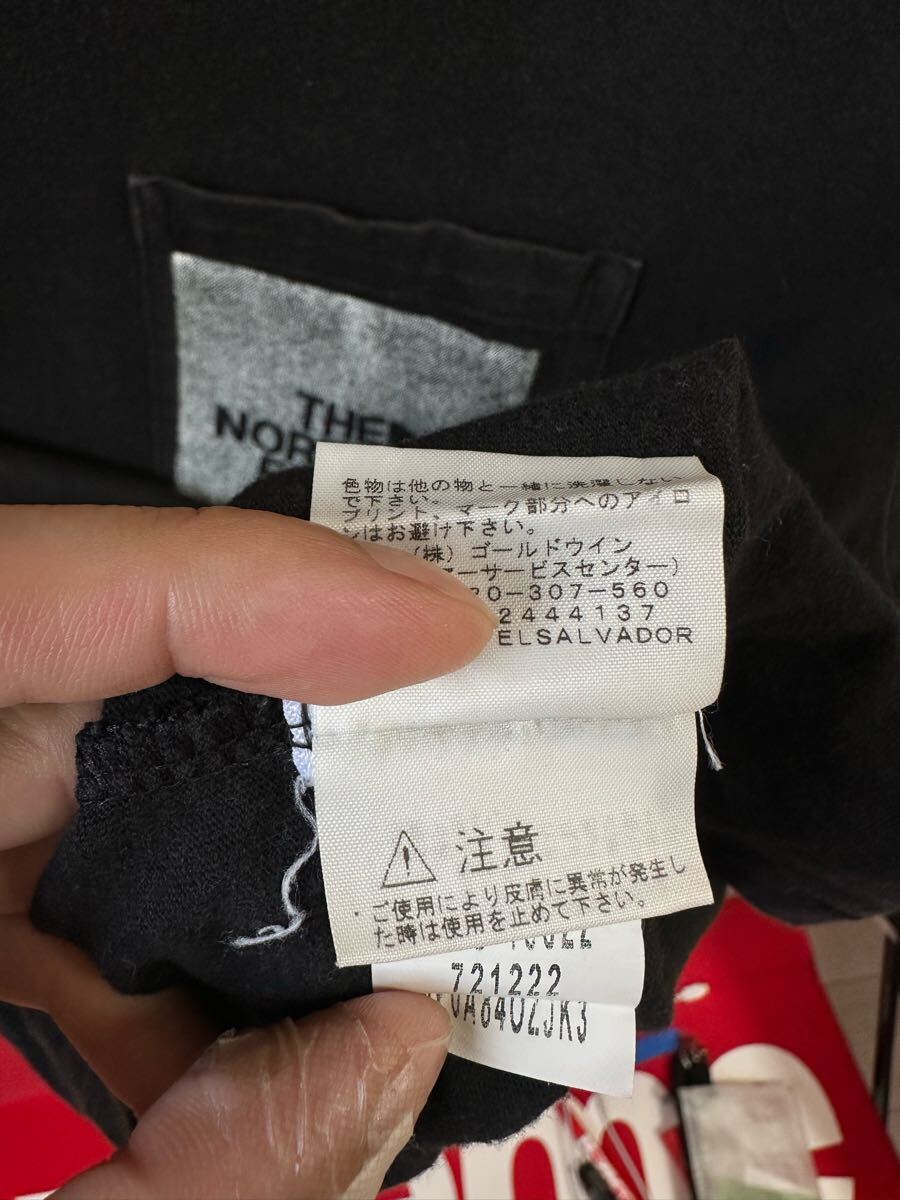 THE
NOR
色物は他の物と一緒に洗濯しない
で下さい。
プリント、マーク部分へのアイロ
ンはお避け下さい。
(株) ゴールドウイン
ーサービスセンター)
20-307-560
2444137
ELSALVADOR
注意
・ご使用により皮膚に異常が発生し
た時は使用を止めて下さい。
721222
0A84OZJK3